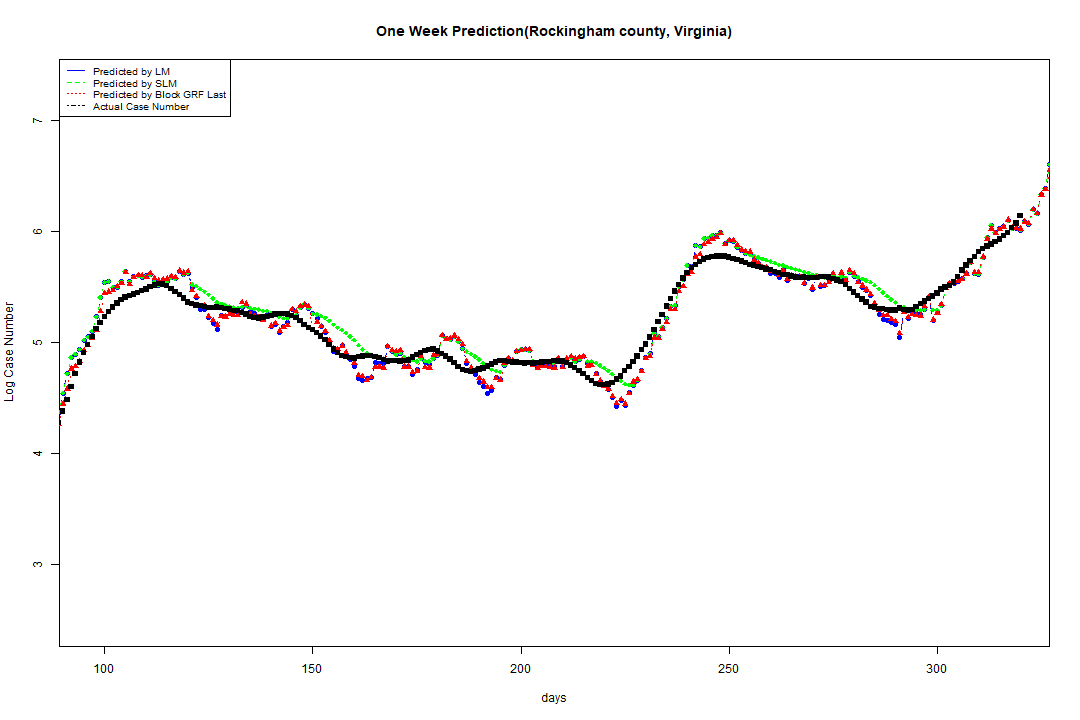 One Week Prediction(Rockingham county, Virginia)
Predicted by LM
Predicted by SLM
Predicted by Block GRF Last
Actual Case Number
7
6
5
4
3
Log Case Number
100 150 200 250 300
days